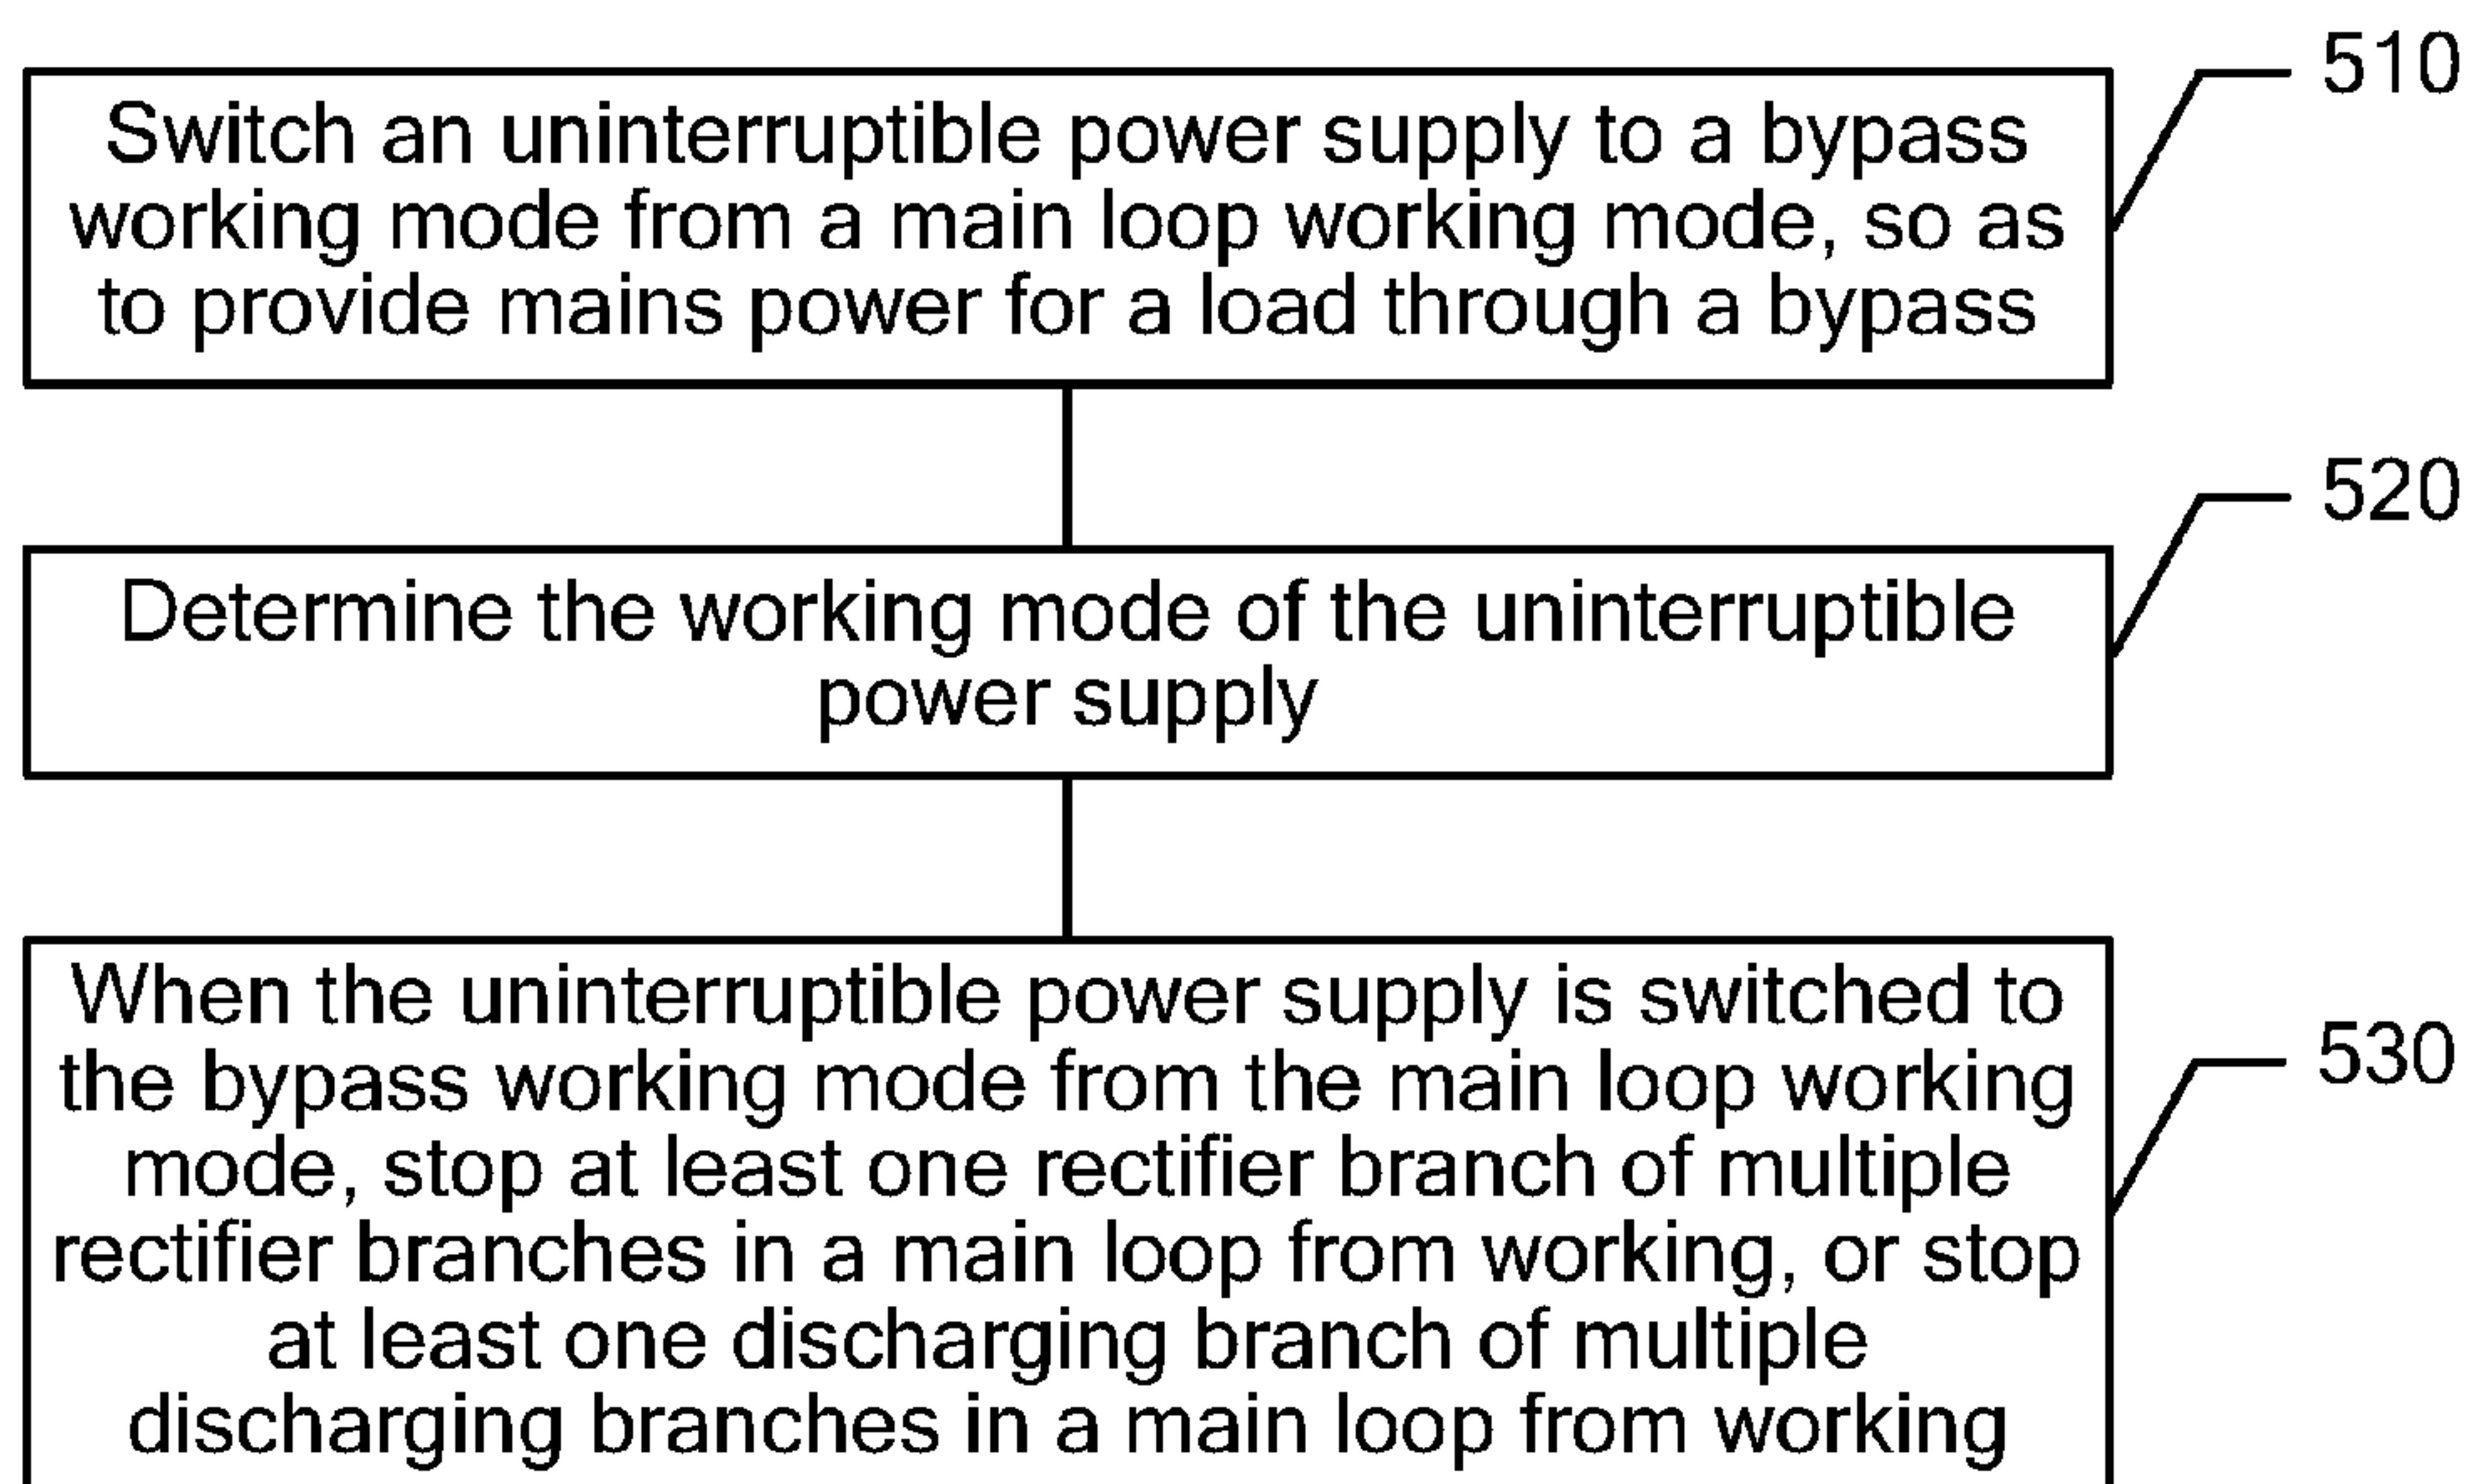 510
Switch an uninterruptible power supply to a bypass
working mode from a main loop working mode, so as
to provide mains power for a load through a bypass
520
Determine the working mode of the uninterruptible
power supply
530
When the uninterruptible power supply is switched to
the bypass working mode from the main loop working
mode, stop at least one rectifier branch of multiple
rectifier branches in a main loop from working, or stop
at least one discharging branch of multiple
discharging branches in a main loop from working